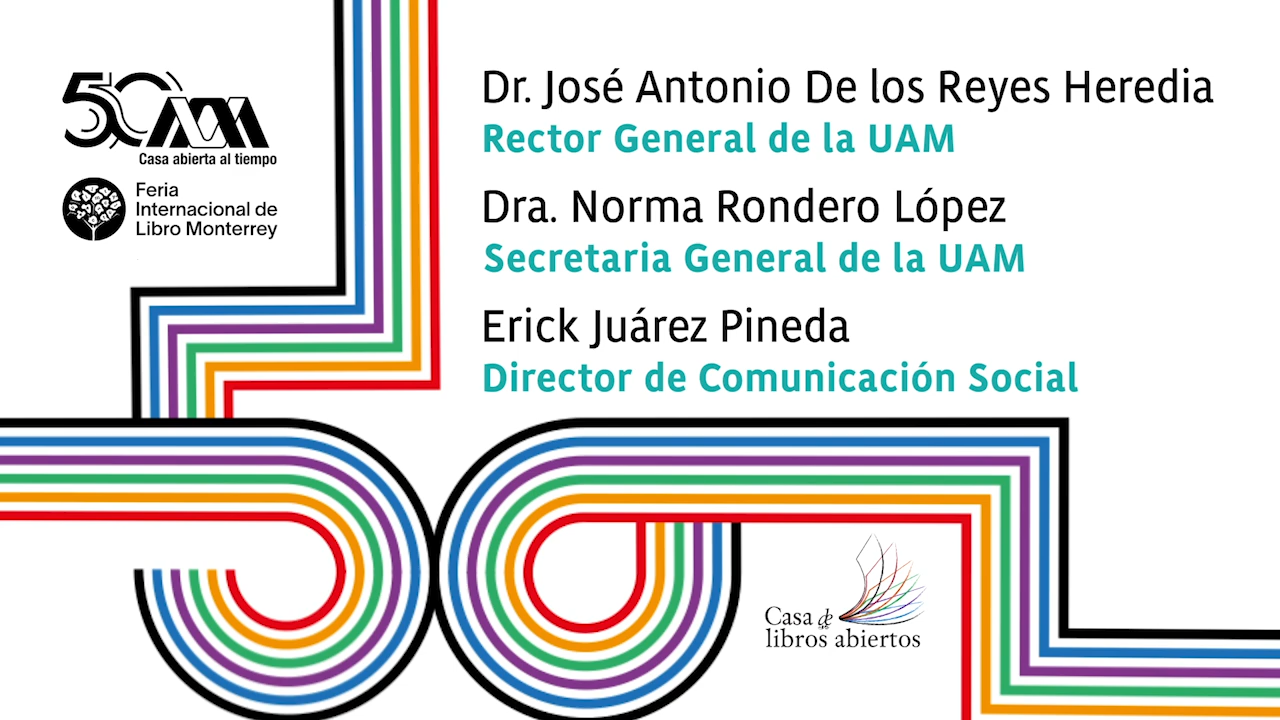 50 UAM
Casa abierta al tiempo
Feria
Internacional de
Libro Monterrey
Dr. José Antonio De los Reyes Heredia
Rector General de la UAM
Dra. Norma Rondero López
Secretaria General de la UAM
Erick Juárez Pineda
Director de Comunicación Social
Casa de
libros abiertos